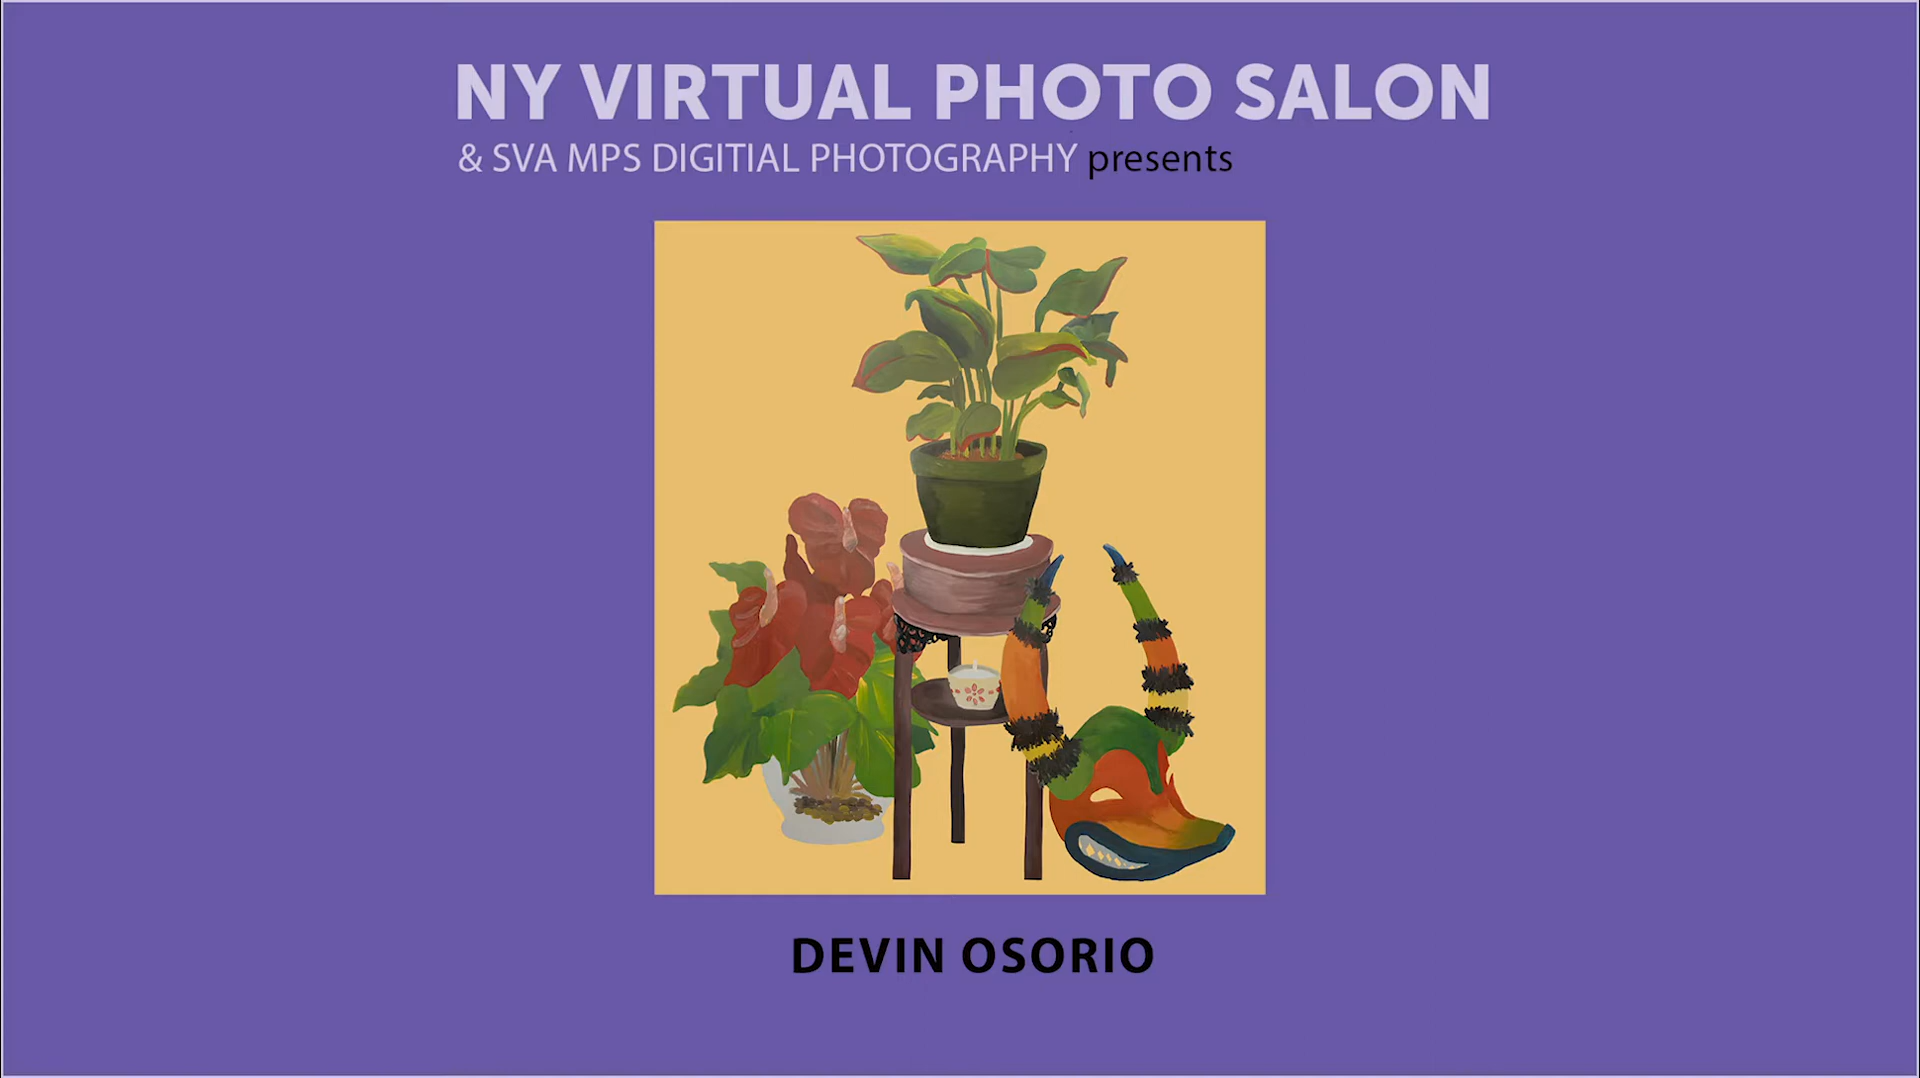 NY VIRTUAL PHOTO SALON
& SVA MPS DIGITIAL PHOTOGRAPHY presents
DEVIN OSORIO